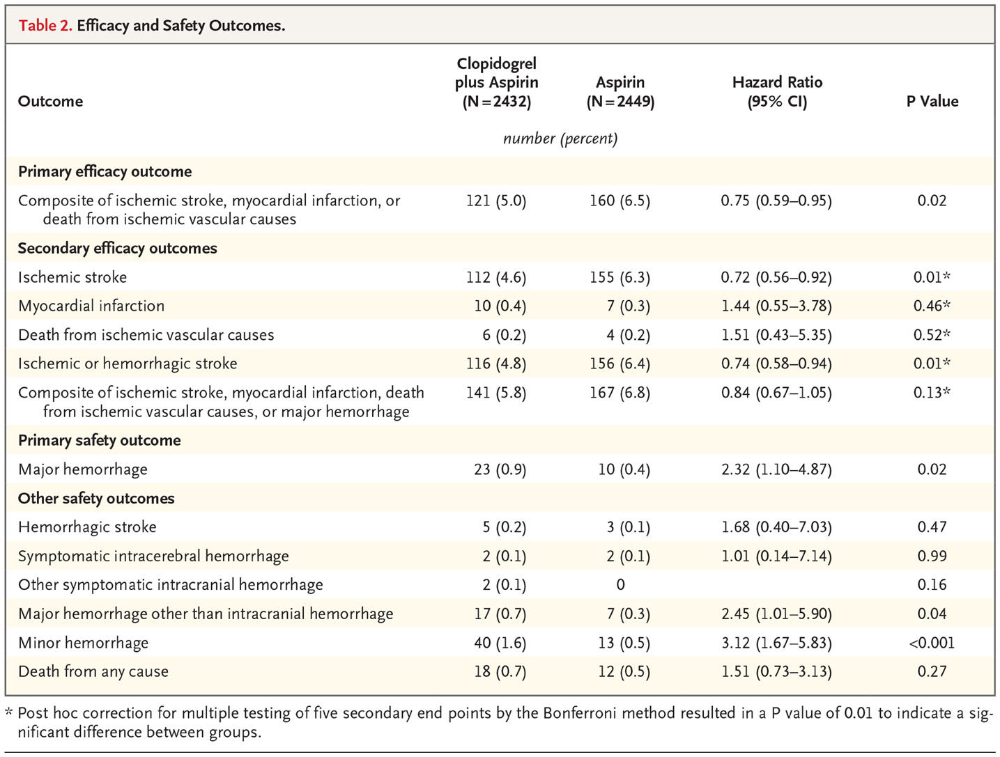 Table 2. Efficacy and Safety Outcomes.
Outcome Clopidogrel plus Aspirin (N=2432) Aspirin (N=2449) Hazard Ratio (95% CI) P Value
number (percent)
Primary efficacy outcome
Composite of ischemic stroke, myocardial infarction, or 121 (5.0) 160 (6.5) 0.75 (0.59–0.95) 0.02
death from ischemic vascular causes
Secondary efficacy outcomes
Ischemic stroke 112 (4.6) 155 (6.3) 0.72 (0.56–0.92) 0.01*
Myocardial infarction 10 (0.4) 7 (0.3) 1.44 (0.55–3.78) 0.46*
Death from ischemic vascular causes 6 (0.2) 4 (0.2) 1.51 (0.43–5.35) 0.52*
Ischemic or hemorrhagic stroke 116 (4.8) 156 (6.4) 0.74 (0.58–0.94) 0.01*
Composite of ischemic stroke, myocardial infarction, death 141 (5.8) 167 (6.8) 0.84 (0.67–1.05) 0.13*
from ischemic vascular causes, or major hemorrhage
Primary safety outcome
Major hemorrhage 23 (0.9) 10 (0.4) 2.32 (1.10–4.87) 0.02
Other safety outcomes
Hemorrhagic stroke 5 (0.2) 3 (0.1) 1.68 (0.40–7.03) 0.47
Symptomatic intracerebral hemorrhage 2 (0.1) 2 (0.1) 1.01 (0.14–7.14) 0.99
Other symptomatic intracranial hemorrhage 2 (0.1) 0 0.16
Major hemorrhage other than intracranial hemorrhage 17 (0.7) 7 (0.3) 2.45 (1.01–5.90) 0.04
Minor hemorrhage 40 (1.6) 13 (0.5) 3.12 (1.67–5.83) <0.001
Death from any cause 18 (0.7) 12 (0.5) 1.51 (0.73–3.13) 0.27
* Post hoc correction for multiple testing of five secondary end points by the Bonferroni method resulted in a P value of 0.01 to indicate a sig-
nificant difference between groups.